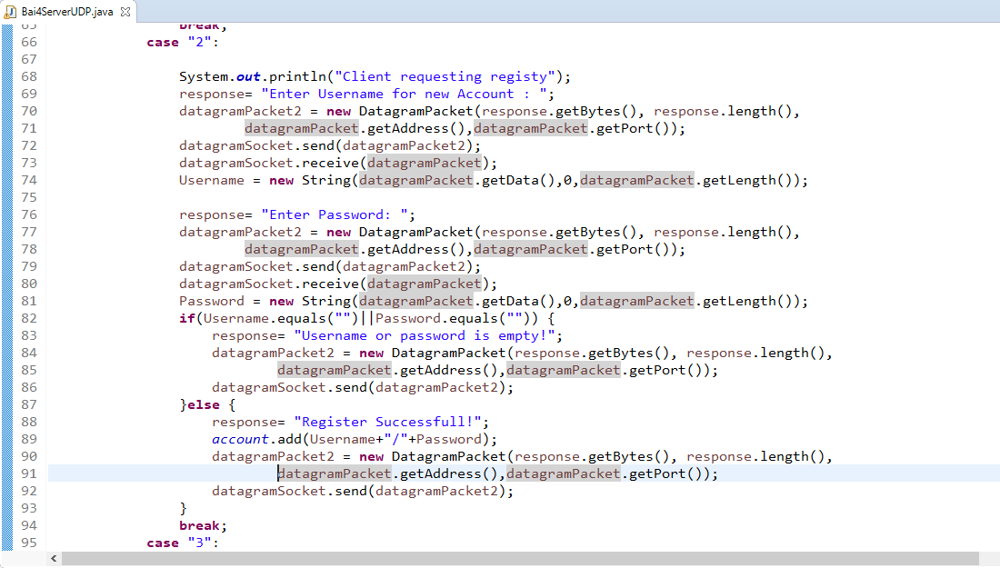 Bai4ServerUDP.java
65 break;
66 case "2":
67
68 System.out.println("Client requesting registy");
69 response= "Enter Username for new Account : ";
70 datagramPacket2 = new DatagramPacket(response.getBytes(), response.length(),
71 datagramPacket.getAddress(),datagramPacket.getPort());
72 datagramSocket.send(datagramPacket2);
73 datagramSocket.receive(datagramPacket);
74 Username = new String(datagramPacket.getData(),0,datagramPacket.getLength());
75
76 response= "Enter Password: ";
77 datagramPacket2 = new DatagramPacket(response.getBytes(), response.length(),
78 datagramPacket.getAddress(),datagramPacket.getPort());
79 datagramSocket.send(datagramPacket2);
80 datagramSocket.receive(datagramPacket);
81 Password = new String(datagramPacket.getData(),0,datagramPacket.getLength());
82 if(Username.equals("")||Password.equals("")) {
83 response= "Username or password is empty!";
84 datagramPacket2 = new DatagramPacket(response.getBytes(), response.length(),
85 datagramPacket.getAddress(),datagramPacket.getPort());
86 datagramSocket.send(datagramPacket2);
87 }else {
88 response= "Register Successfull!";
89 account.add(Username+"/"+Password);
90 datagramPacket2 = new DatagramPacket(response.getBytes(), response.length(),
91 datagramPacket.getAddress(),datagramPacket.getPort());
92 datagramSocket.send(datagramPacket2);
93 }
94 break;
95 case "3":